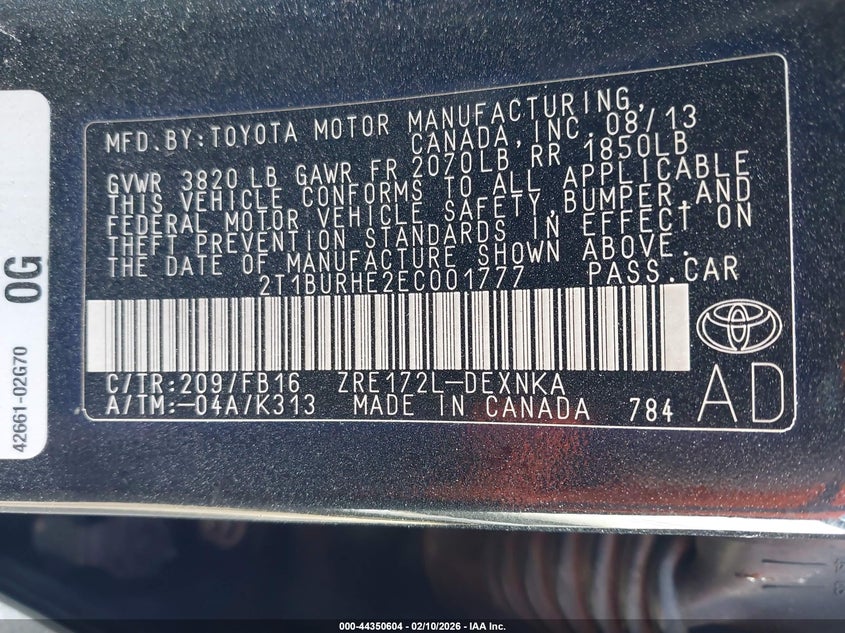 MFD.BY:TOYOTA MOTOR MANUFACTURING,
CANADA,INC.08/13
GVWR 3820LB GAWR FR 2070LB RR 1850LB
THIS VEHICLE CONFORMS TO ALL APPLICABLE
FEDERAL MOTOR VEHICLE SAFETY,BUMPER,AND
THEFT PREVENTION STANDARDS IN EFFECT ON
THE DATE OF MANUFACTURE SHOWN ABOVE.
2T1BURHE2EC001777 PASS.CAR
C/TR:209/FB16 ZRE172L-DEXNKA
A/TM:-04A/K313 MADE IN CANADA 784
AD
0G
42661-02G70
000-44350604 - 02/10/2026 - IAA Inc.